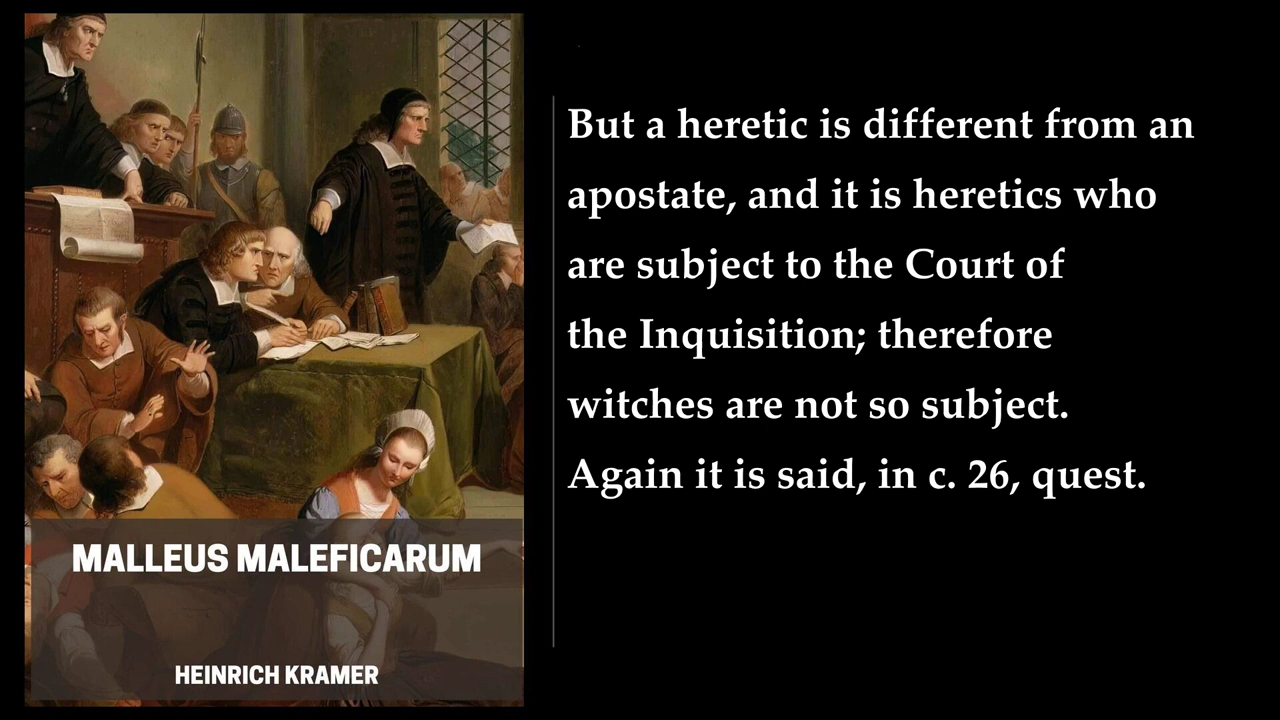 MALLEUS MALEFICARUM
HEINRICH KRAMER
But a heretic is different from an
apostate, and it is heretics who
are subject to the Court of
the Inquisition; therefore
witches are not so subject.
Again it is said, in c. 26, quest.